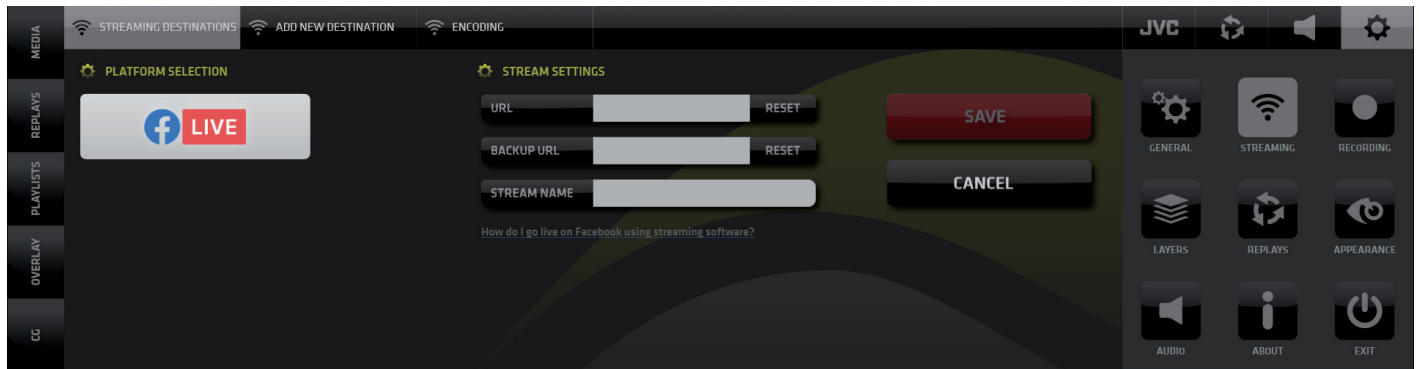 MEDIA
REPLAYS
PLAYLISTS
OVERLAY
CG
STREAMING DESTINATIONS
ADD NEW DESTINATION
ENCODING
JVC
PLATFORM SELECTION
f LIVE
STREAM SETTINGS
URL
RESET
BACKUP URL
RESET
STREAM NAME
How do I go live on Facebook using streaming software?
SAVE
CANCEL
GENERAL
STREAMING
RECORDING
LAYERS
REPLAYS
APPEARANCE
AUDIO
ABOUT
EXIT